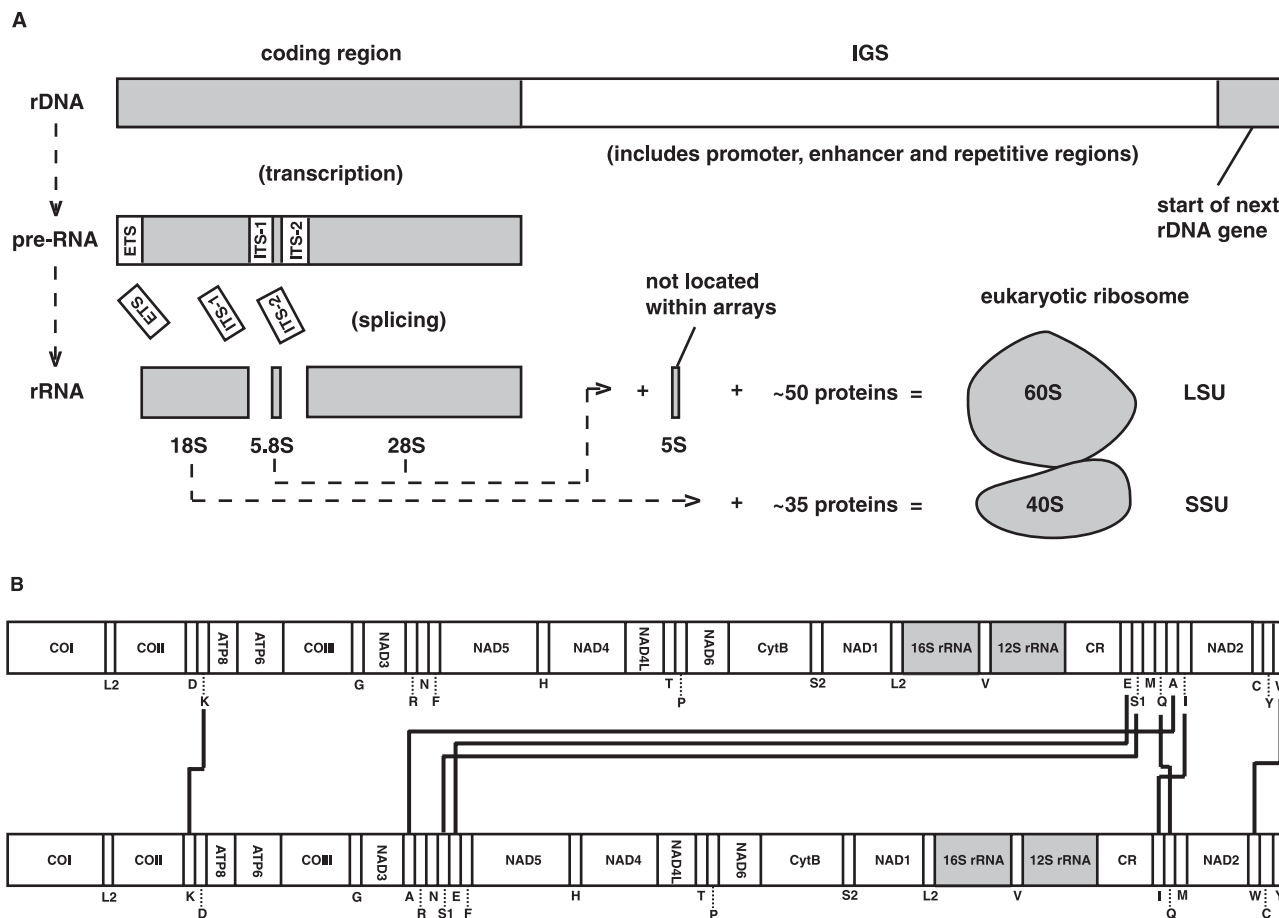 A
coding region
IGS
rDNA
(includes promoter, enhancer and repetitive regions)
(transcription)
start of next
rDNA gene
pre-RNA
ETS
ITS-1
ITS-2
not located
within arrays
eukaryotic ribosome
ETS
ITS-1
ITS-2
(splicing)
rRNA
+
+
~50 proteins =
60S
LSU
18S
5.8S
28S
5S
+
~35 proteins =
40S
SSU
B
COI
COII
ATP8
ATP6
COIII
NAD3
NAD5
NAD4
NAD4L
NAD6
CytB
NAD1
16S rRNA
12S rRNA
CR
NAD2
L2
D
K
G
R
N
F
H
T
P
S2
L2
V
E
S1
M
Q
A
I
C
Y
COI
COII
ATP8
ATP6
COIII
NAD3
NAD5
NAD4
NAD4L
NAD6
CytB
NAD1
16S rRNA
12S rRNA
CR
NAD2
L2
K
D
G
A
R
N
S1
E
F
H
T
P
S2
L2
V
I
Q
M
W
C